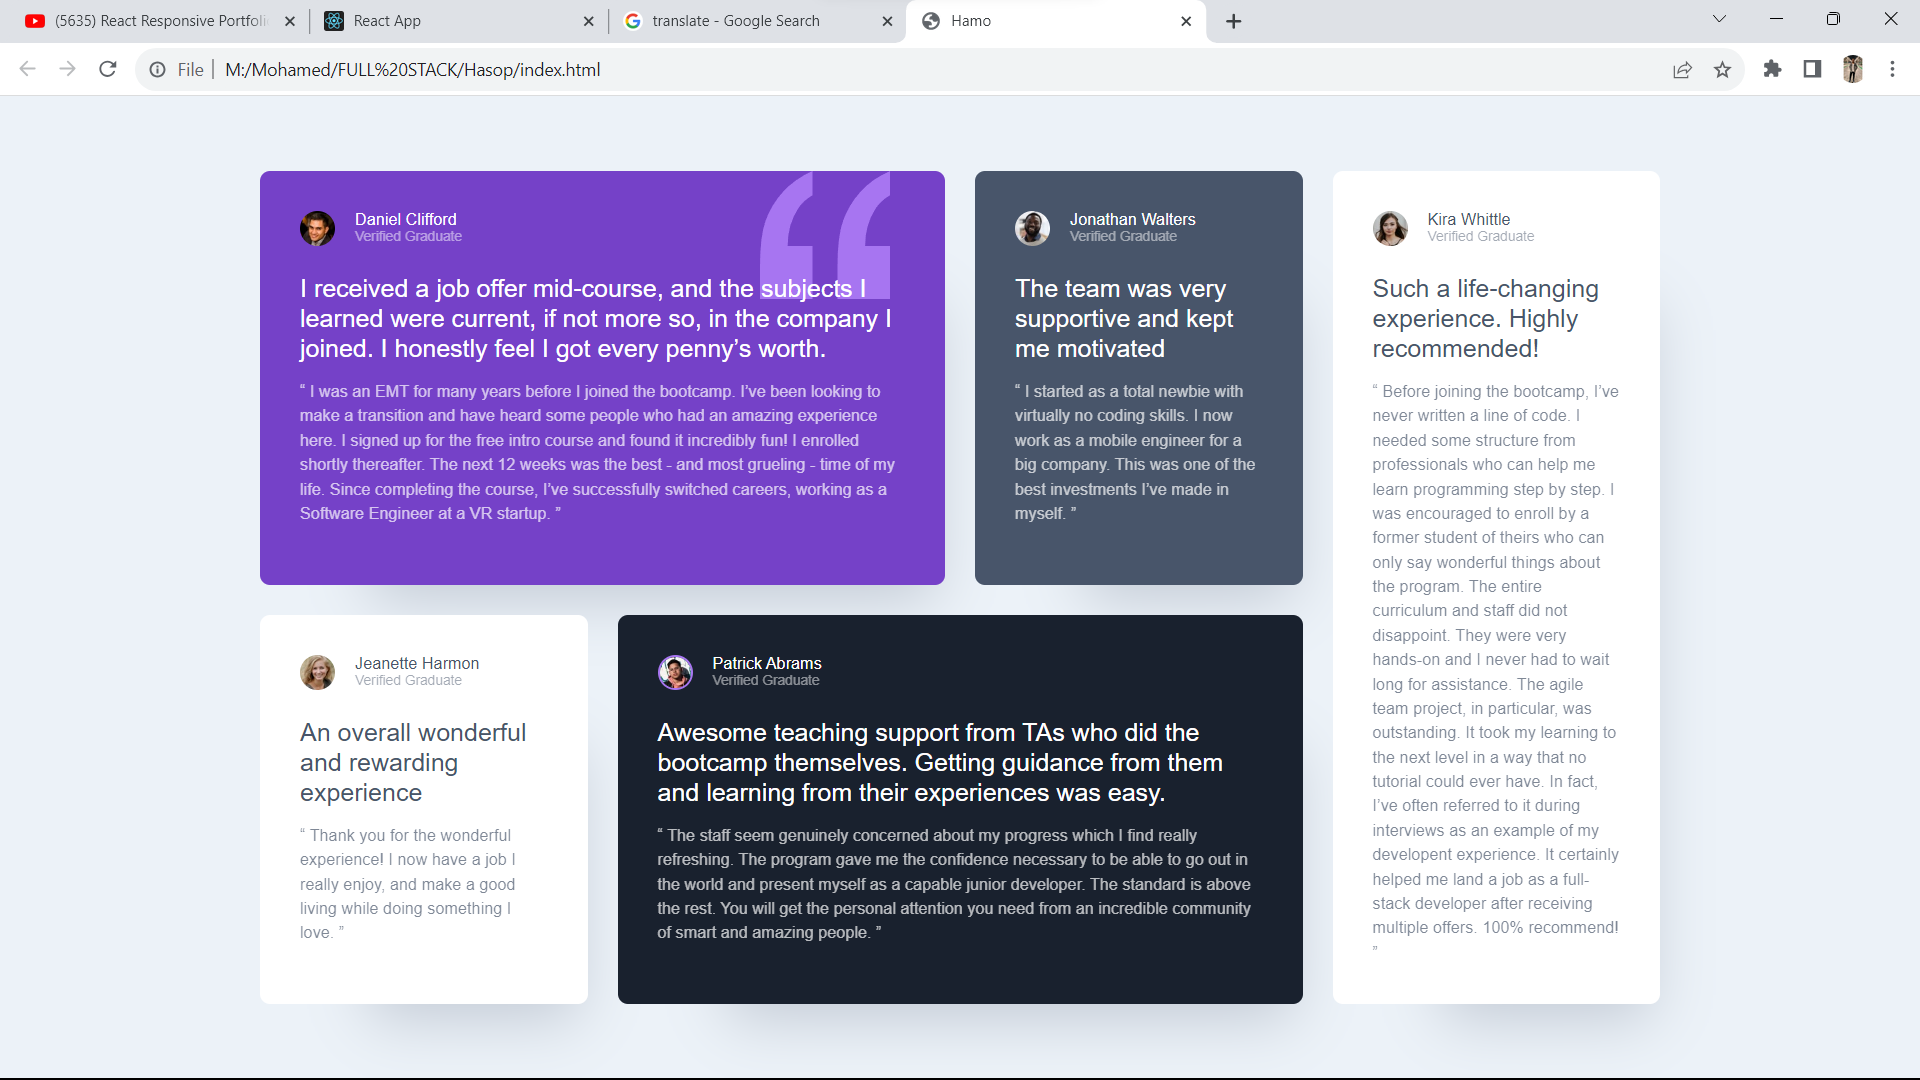 (5635) React Responsive Portfoli
React App
translate - Google Search
Hamo
File
M:/Mohamed/FULL%20STACK/Hasop/index.html
Daniel Clifford
Verified Graduate
I received a job offer mid-course, and the subjects I
learned were current, if not more so, in the company I
joined. I honestly feel I got every penny’s worth.
“ I was an EMT for many years before I joined the bootcamp. I’ve been looking to
make a transition and have heard some people who had an amazing experience
here. I signed up for the free intro course and found it incredibly fun! I enrolled
shortly thereafter. The next 12 weeks was the best - and most grueling - time of my
life. Since completing the course, I’ve successfully switched careers, working as a
Software Engineer at a VR startup. ”
Jonathan Walters
Verified Graduate
The team was very
supportive and kept
me motivated
“ I started as a total newbie with
virtually no coding skills. I now
work as a mobile engineer for a
big company. This was one of the
best investments I’ve made in
myself. ”
Kira Whittle
Verified Graduate
Such a life-changing
experience. Highly
recommended!
“ Before joining the bootcamp, I’ve
never written a line of code. I
needed some structure from
professionals who can help me
learn programming step by step. I
was encouraged to enroll by a
former student of theirs who can
only say wonderful things about
the program. The entire
curriculum and staff did not
disappoint. They were very
hands-on and I never had to wait
long for assistance. The agile
team project, in particular, was
outstanding. It took my learning to
the next level in a way that no
tutorial could ever have. In fact,
I’ve often referred to it during
interviews as an example of my
developent experience. It certainly
helped me land a job as a full-
stack developer after receiving
multiple offers. 100% recommend!
”
Jeanette Harmon
Verified Graduate
An overall wonderful
and rewarding
experience
“ Thank you for the wonderful
experience! I now have a job I
really enjoy, and make a good
living while doing something I
love. ”
Patrick Abrams
Verified Graduate
Awesome teaching support from TAs who did the
bootcamp themselves. Getting guidance from them
and learning from their experiences was easy.
“ The staff seem genuinely concerned about my progress which I find really
refreshing. The program gave me the confidence necessary to be able to go out in
the world and present myself as a capable junior developer. The standard is above
the rest. You will get the personal attention you need from an incredible community
of smart and amazing people. ”